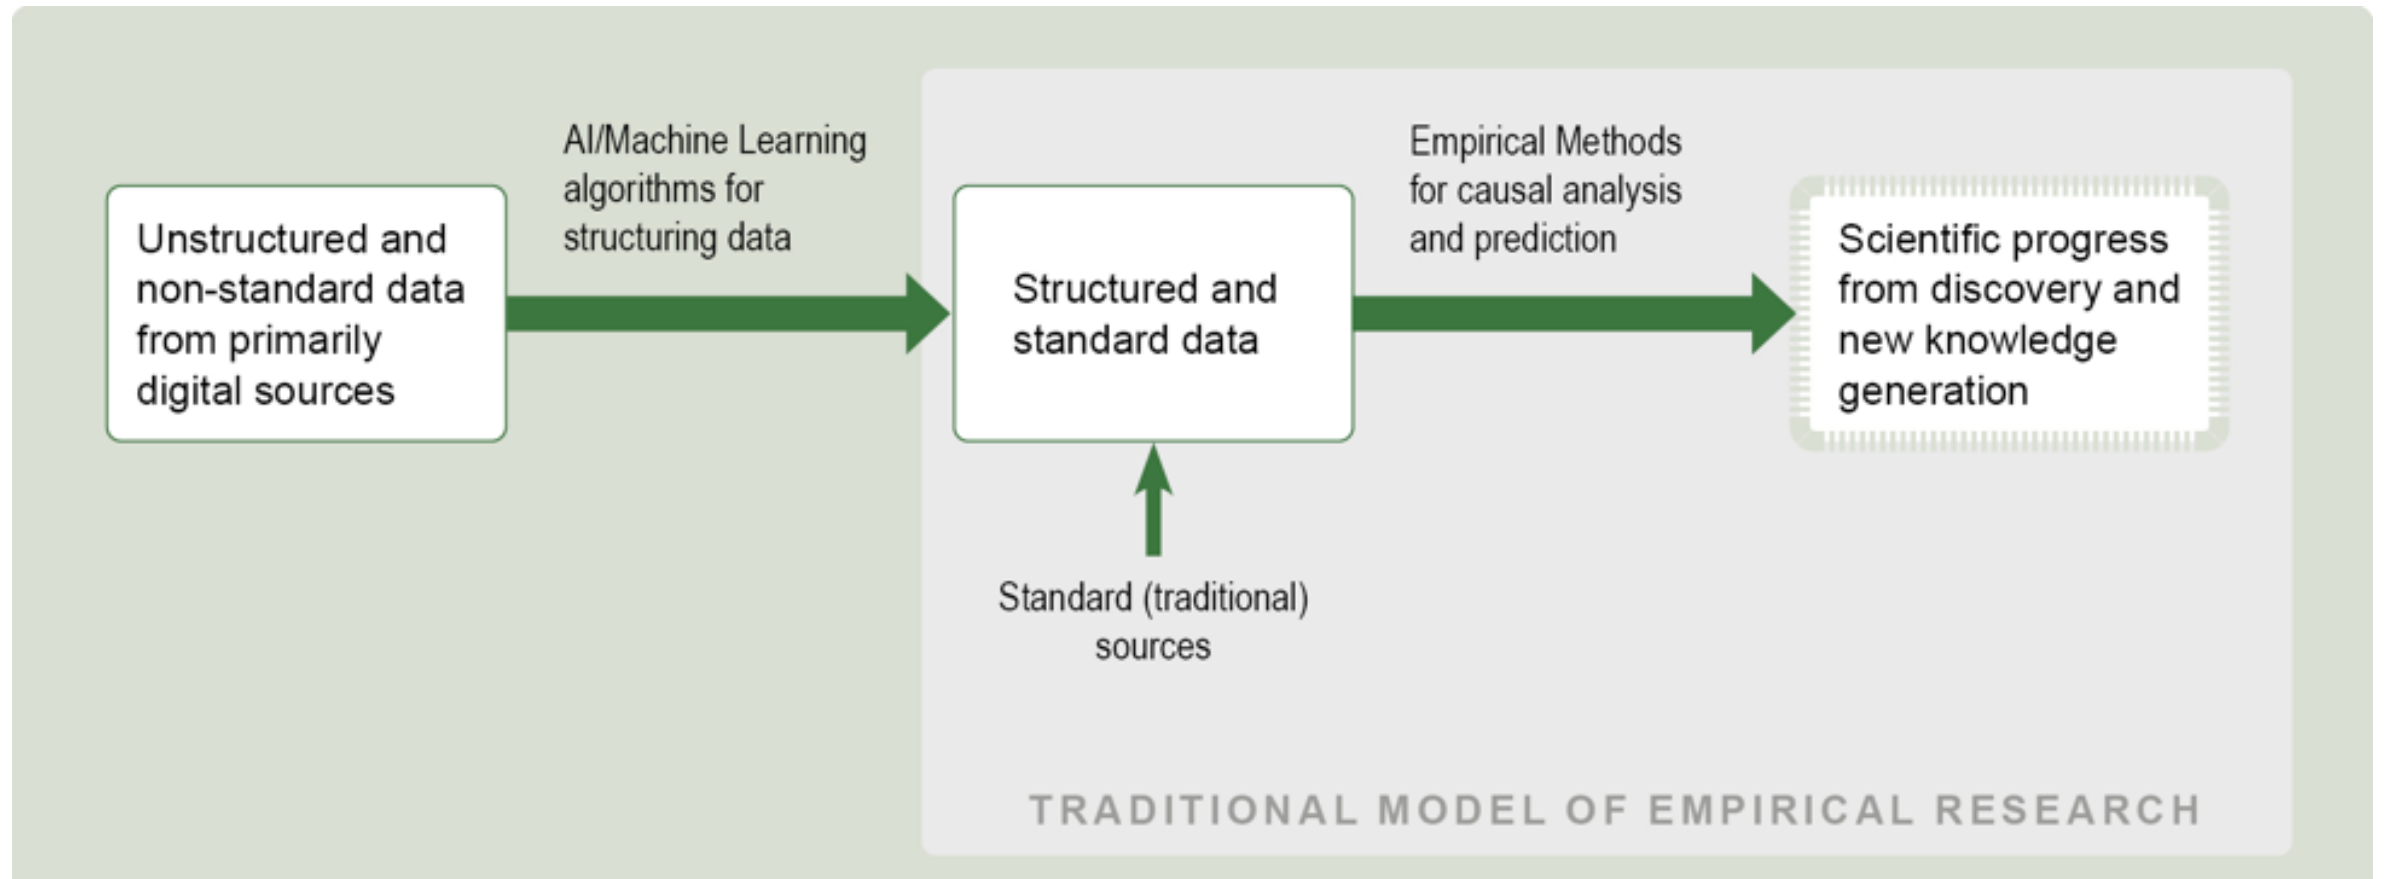 Unstructured and
non-standard data
from primarily
digital sources
AI/Machine Learning
algorithms for
structuring data
Structured and
standard data
Standard (traditional)
sources
Empirical Methods
for causal analysis
and prediction
Scientific progress
from discovery and
new knowledge
generation
TRADITIONAL MODEL OF EMPIRICAL RESEARCH